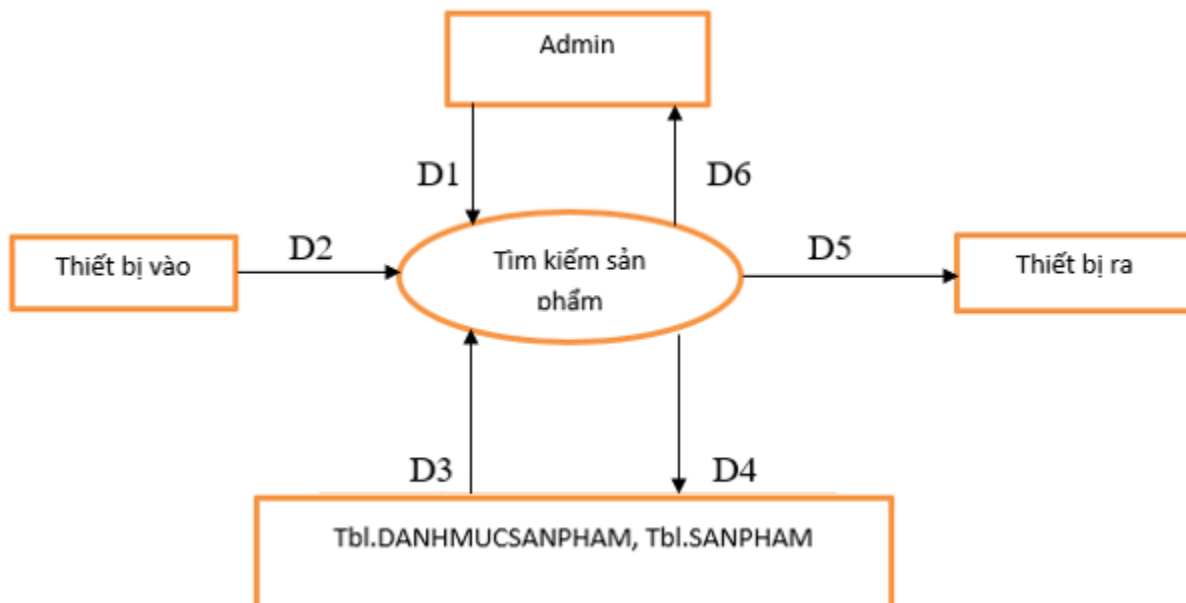 Admin
D1
D6
Thiết bị vào
D2
Tìm kiếm sản
phẩm
D5
Thiết bị ra
D3
D4
Tbl.DANHMUCSANPHAM, Tbl.SANPHAM